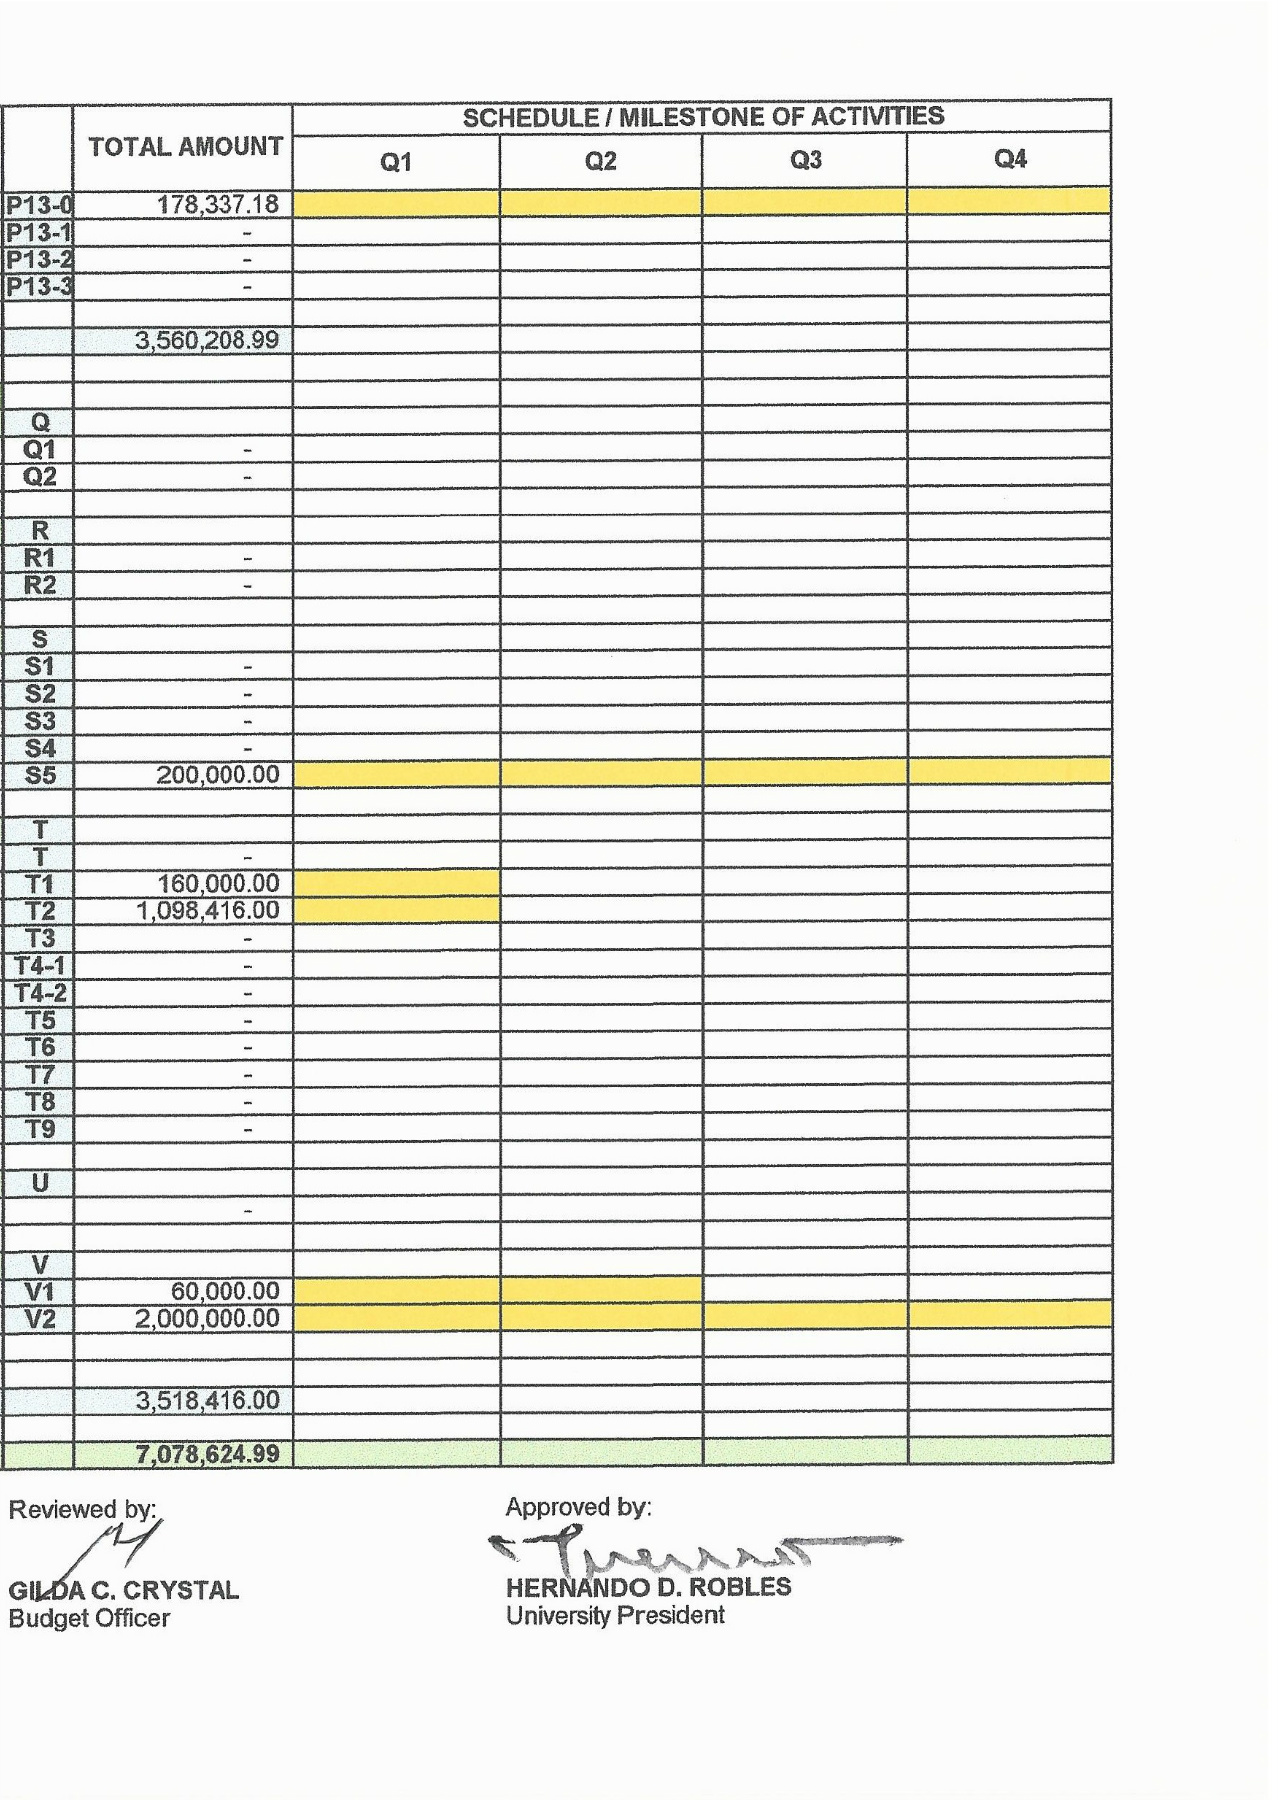 TOTAL AMOUNT SCHEDULE / MILESTONE OF ACTIVITIES
Q1 Q2 Q3 Q4
P13-0 178,337.18
P13-1 -
P13-2 -
P13-3 -
3,560,208.99
Q
Q1 -
Q2 -
R
R1 -
R2 -
S
S1 -
S2 -
S3 -
S4 -
S5 200,000.00
T
T -
T1 160,000.00
T2 1,098,416.00
T3 -
T4-1 -
T4-2 -
T5 -
T6 -
T7 -
T8 -
T9 -
U
-
V
V1 60,000.00
V2 2,000,000.00
3,518,416.00
7,078,624.99
Reviewed by: Approved by:
GILDA C. CRYSTAL HERNANDO D. ROBLES
Budget Officer University President